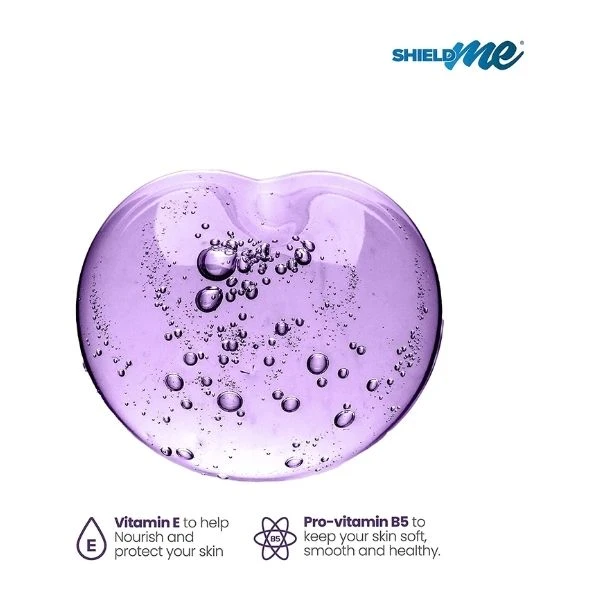 SHIELDme®
Vitamin E to help
Nourish and
protect your skin
E
Pro-vitamin B5 to
keep your skin soft,
smooth and healthy.
B5